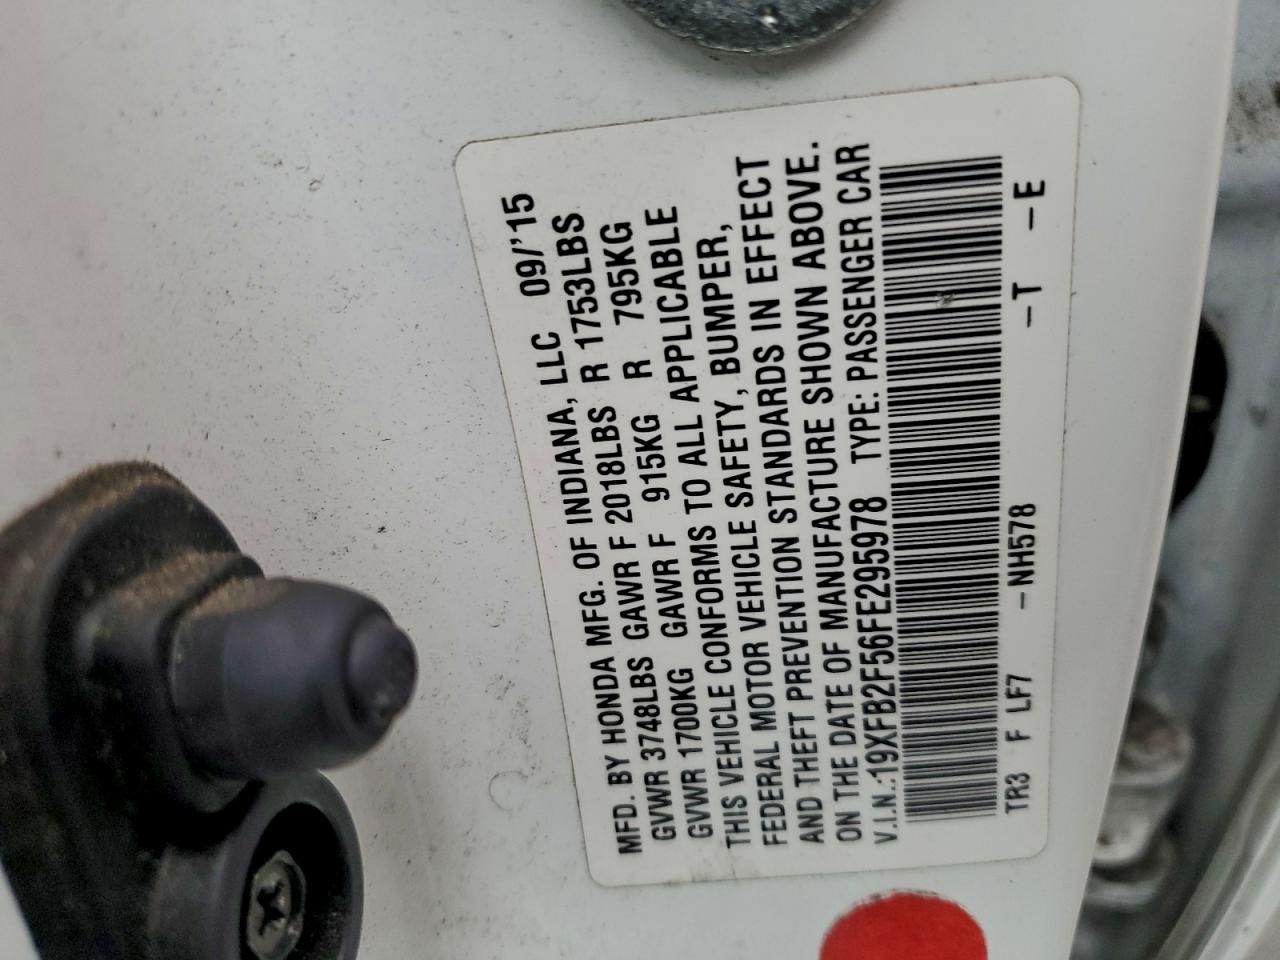 MFD. BY HONDA MFG. OF INDIANA, LLC 09/'15
GVWR 3748LBS GAWR F 2018LBS R 1753LBS
GVWR 1700KG GAWR F 915KG R 795KG
THIS VEHICLE CONFORMS TO ALL APPLICABLE
FEDERAL MOTOR VEHICLE SAFETY, BUMPER,
AND THEFT PREVENTION STANDARDS IN EFFECT
ON THE DATE OF MANUFACTURE SHOWN ABOVE.
V.I.N.:19XFB2F56FE295978 TYPE: PASSENGER CAR
TR3 F LF7 -NH578 -T -E